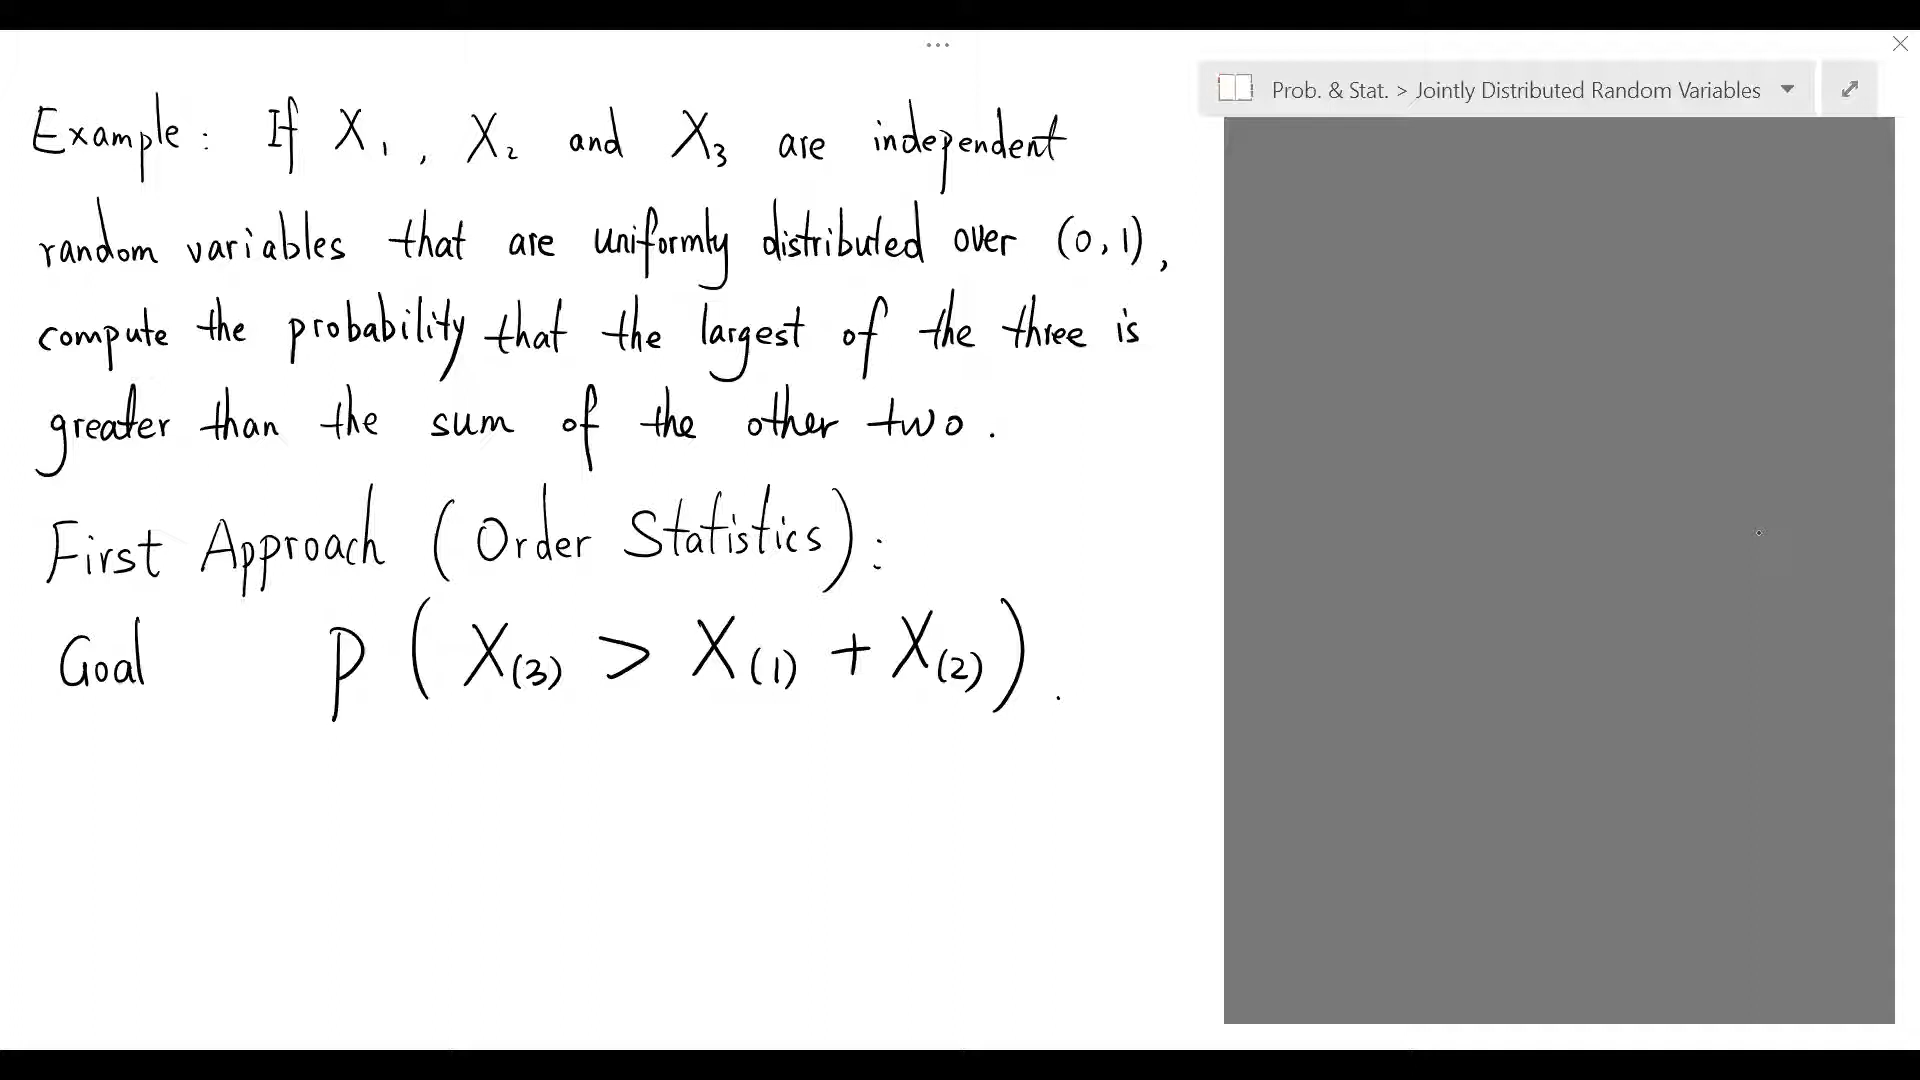 Prob. & Stat. > Jointly Distributed Random Variables
Example: If X₁, X₂ and X₃ are independent
random variables that are uniformly distributed over (0,1),
compute the probability that the largest of the three is
greater than the sum of the other two.
First Approach (Order Statistics):
Goal P(X₍₃₎ > X₍₁₎ + X₍₂₎).